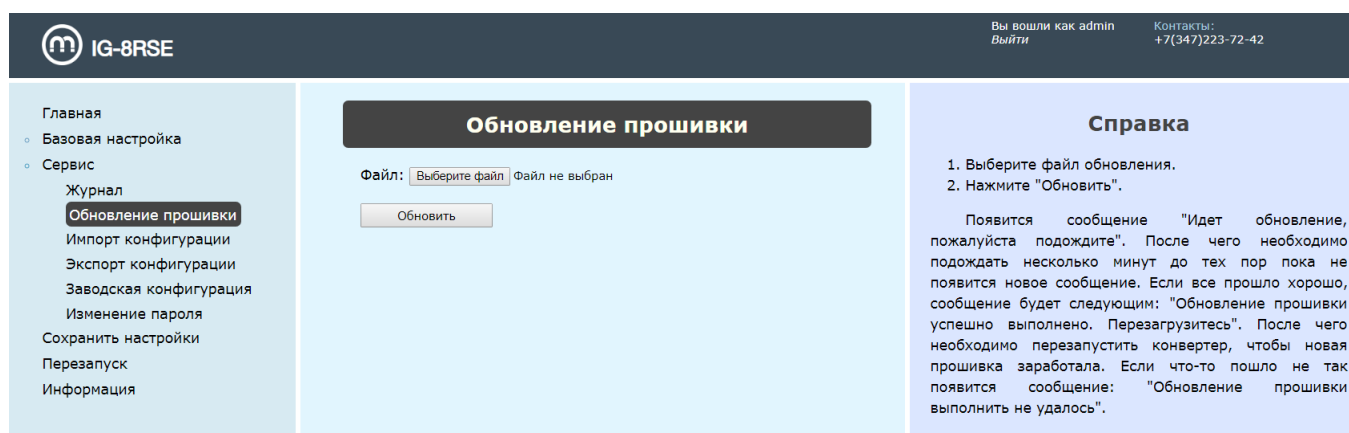 m IG-8RSE
Вы вошли как admin
Выйти
Контакты:
+7(347)223-72-42
Главная
Базовая настройка
Сервис
Журнал
Обновление прошивки
Импорт конфигурации
Экспорт конфигурации
Заводская конфигурация
Изменение пароля
Сохранить настройки
Перезапуск
Информация
Обновление прошивки
Файл: Выберите файл Файл не выбран
Обновить
Справка
1. Выберите файл обновления.
2. Нажмите "Обновить".
Появится сообщение "Идет обновление,
пожалуйста подождите". После чего необходимо
подождать несколько минут до тех пор пока не
появится новое сообщение. Если все прошло хорошо,
сообщение будет следующим: "Обновление прошивки
успешно выполнено. Перезагрузитесь". После чего
необходимо перезапустить конвертер, чтобы новая
прошивка заработала. Если что-то пошло не так
появится сообщение: "Обновление прошивки
выполнить не удалось".